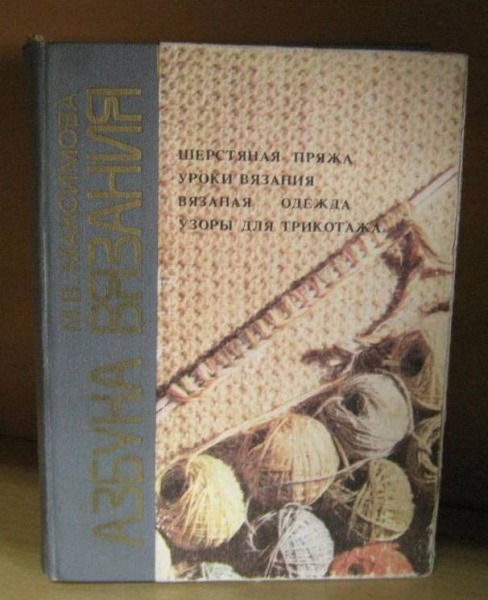 М.В. МАКСИМОВА
АЗБУКА ВЯЗАНИЯ
ШЕРСТЯНАЯ ПРЯЖА
УРОКИ ВЯЗАНИЯ
ВЯЗАНАЯ ОДЕЖДА
УЗОРЫ ДЛЯ ТРИКОТАЖА